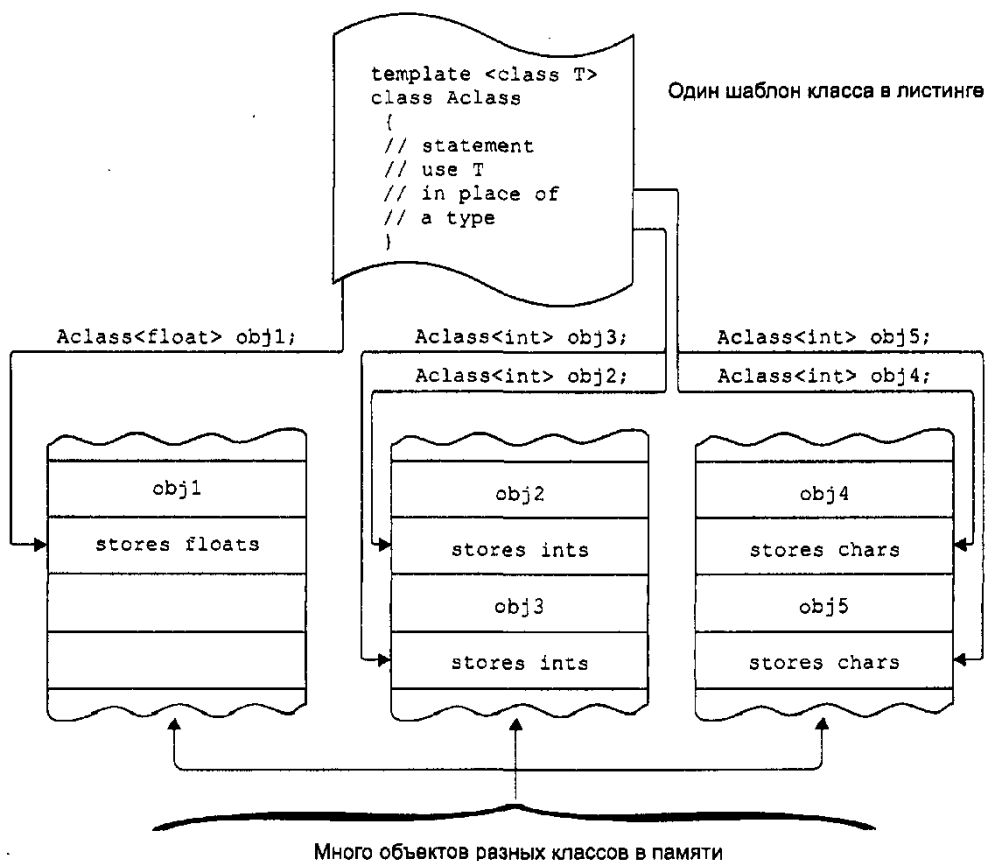 template <class T>
class Aclass
{
// statement
// use T
// in place of
// a type
}
Один шаблон класса в листинге
Aclass<float> obj1;
Aclass<int> obj3;
Aclass<int> obj5;
Aclass<int> obj2;
Aclass<int> obj4;
obj1
stores floats
obj2
stores ints
obj3
stores ints
obj4
stores chars
obj5
stores chars
Много объектов разных классов в памяти